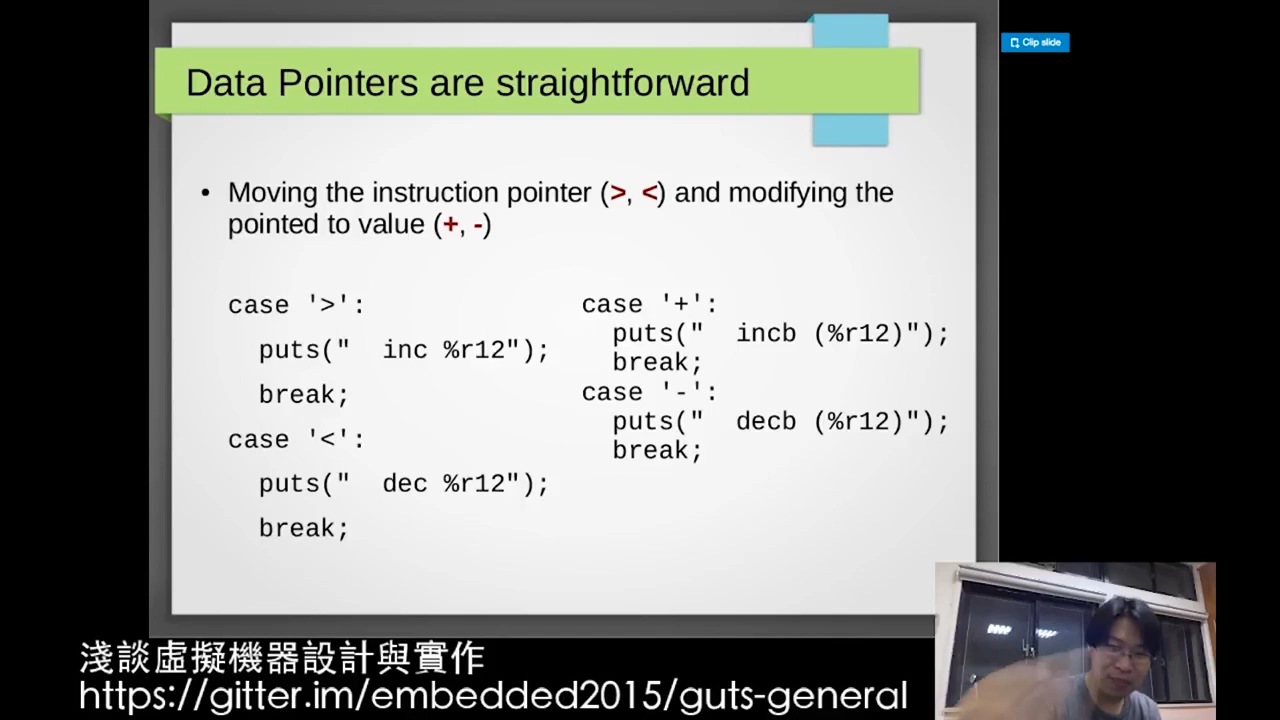 Clip slide
Data Pointers are straightforward
• Moving the instruction pointer (>, <) and modifying the
pointed to value (+, -)
case '>':
puts("  inc %r12");
break;
case '<':
puts("  dec %r12");
break;
case '+':
puts("  incb (%r12)");
break;
case '-':
puts("  decb (%r12)");
break;
淺談虛擬機器設計與實作
https://gitter.im/embedded2015/guts-general